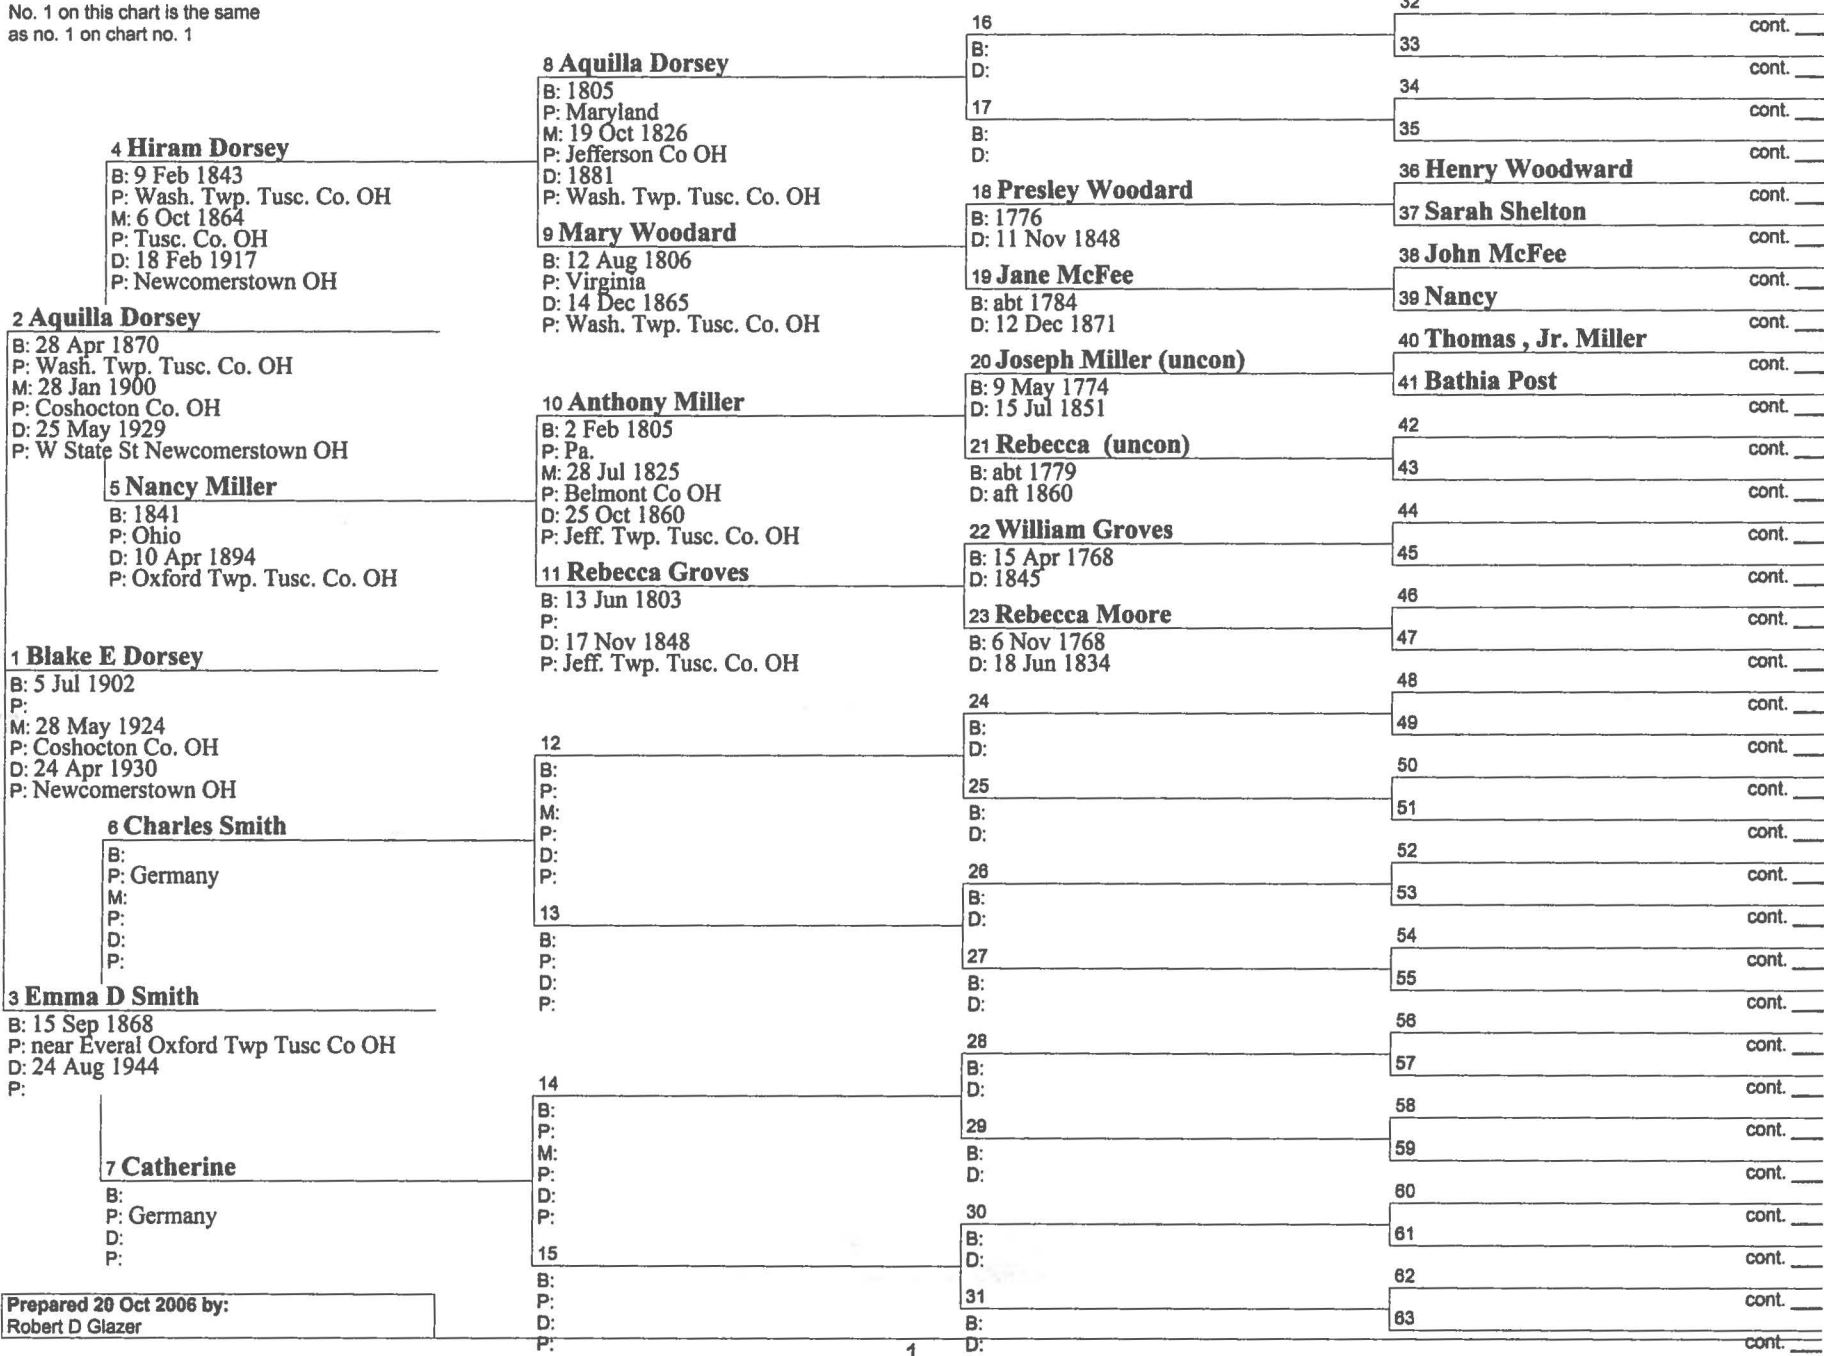 No. 1 on this chart is the same
as no. 1 on chart no. 1
2 Aquilla Dorsey
B: 28 Apr 1870
P: Wash. Twp. Tusc. Co. OH
M: 28 Jan 1900
P: Coshocton Co. OH
D: 25 May 1929
P: W State St Newcomerstown OH
1 Blake E Dorsey
B: 5 Jul 1902
P:
M: 28 May 1924
P: Coshocton Co. OH
D: 24 Apr 1930
P: Newcomerstown OH
3 Emma D Smith
B: 15 Sep 1868
P: near Everal Oxford Twp Tusc Co OH
D: 24 Aug 1944
P:
4 Hiram Dorsey
B: 9 Feb 1843
P: Wash. Twp. Tusc. Co. OH
M: 6 Oct 1864
P: Tusc. Co. OH
D: 18 Feb 1917
P: Newcomerstown OH
5 Nancy Miller
B: 1841
P: Ohio
D: 10 Apr 1894
P: Oxford Twp. Tusc. Co. OH
6 Charles Smith
B:
P: Germany
M:
P:
D:
P:
7 Catherine
B:
P: Germany
D:
P:
8 Aquilla Dorsey
B: 1805
P: Maryland
M: 19 Oct 1826
P: Jefferson Co OH
D: 1881
P: Wash. Twp. Tusc. Co. OH
9 Mary Woodard
B: 12 Aug 1806
P: Virginia
D: 14 Dec 1865
P: Wash. Twp. Tusc. Co. OH
10 Anthony Miller
B: 2 Feb 1805
P: Pa.
M: 28 Jul 1825
P: Belmont Co OH
D: 25 Oct 1860
P: Jeff. Twp. Tusc. Co. OH
11 Rebecca Groves
B: 13 Jun 1803
P:
D: 17 Nov 1848
P: Jeff. Twp. Tusc. Co. OH
12
B:
P:
M:
P:
D:
P:
13
B:
P:
D:
P:
14
B:
P:
M:
P:
D:
P:
15
B:
P:
D:
P:
16
B:
D:
17
B:
D:
18 Presley Woodard
B: 1776
D: 11 Nov 1848
19 Jane McFee
B: abt 1784
D: 12 Dec 1871
20 Joseph Miller (uncon)
B: 9 May 1774
D: 15 Jul 1851
21 Rebecca (uncon)
B: abt 1779
D: aft 1860
22 William Groves
B: 15 Apr 1768
D: 1845
23 Rebecca Moore
B: 6 Nov 1768
D: 18 Jun 1834
24
B:
D:
25
B:
D:
26
B:
D:
27
B:
D:
28
B:
D:
29
B:
D:
30
B:
D:
31
B:
D:
32
cont.
33
cont.
34
cont.
35
cont.
36 Henry Woodward
cont.
37 Sarah Shelton
cont.
38 John McFee
cont.
39 Nancy
cont.
40 Thomas , Jr. Miller
cont.
41 Bathia Post
cont.
42
cont.
43
cont.
44
cont.
45
cont.
46
cont.
47
cont.
48
cont.
49
cont.
50
cont.
51
cont.
52
cont.
53
cont.
54
cont.
55
cont.
56
cont.
57
cont.
58
cont.
59
cont.
60
cont.
61
cont.
62
cont.
63
cont.
Prepared 20 Oct 2006 by:
Robert D Glazer
1